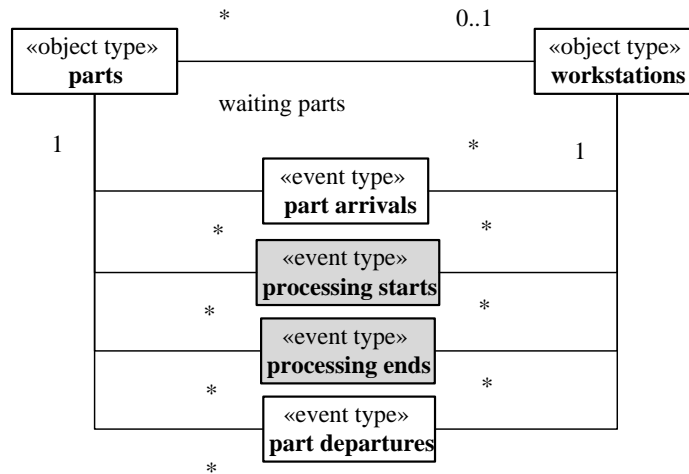 * 0..1
«object type» «object type»
parts workstations
waiting parts
1 * 1
«event type»
part arrivals
* *
«event type»
processing starts
* *
«event type»
processing ends
* *
«event type»
part departures
*